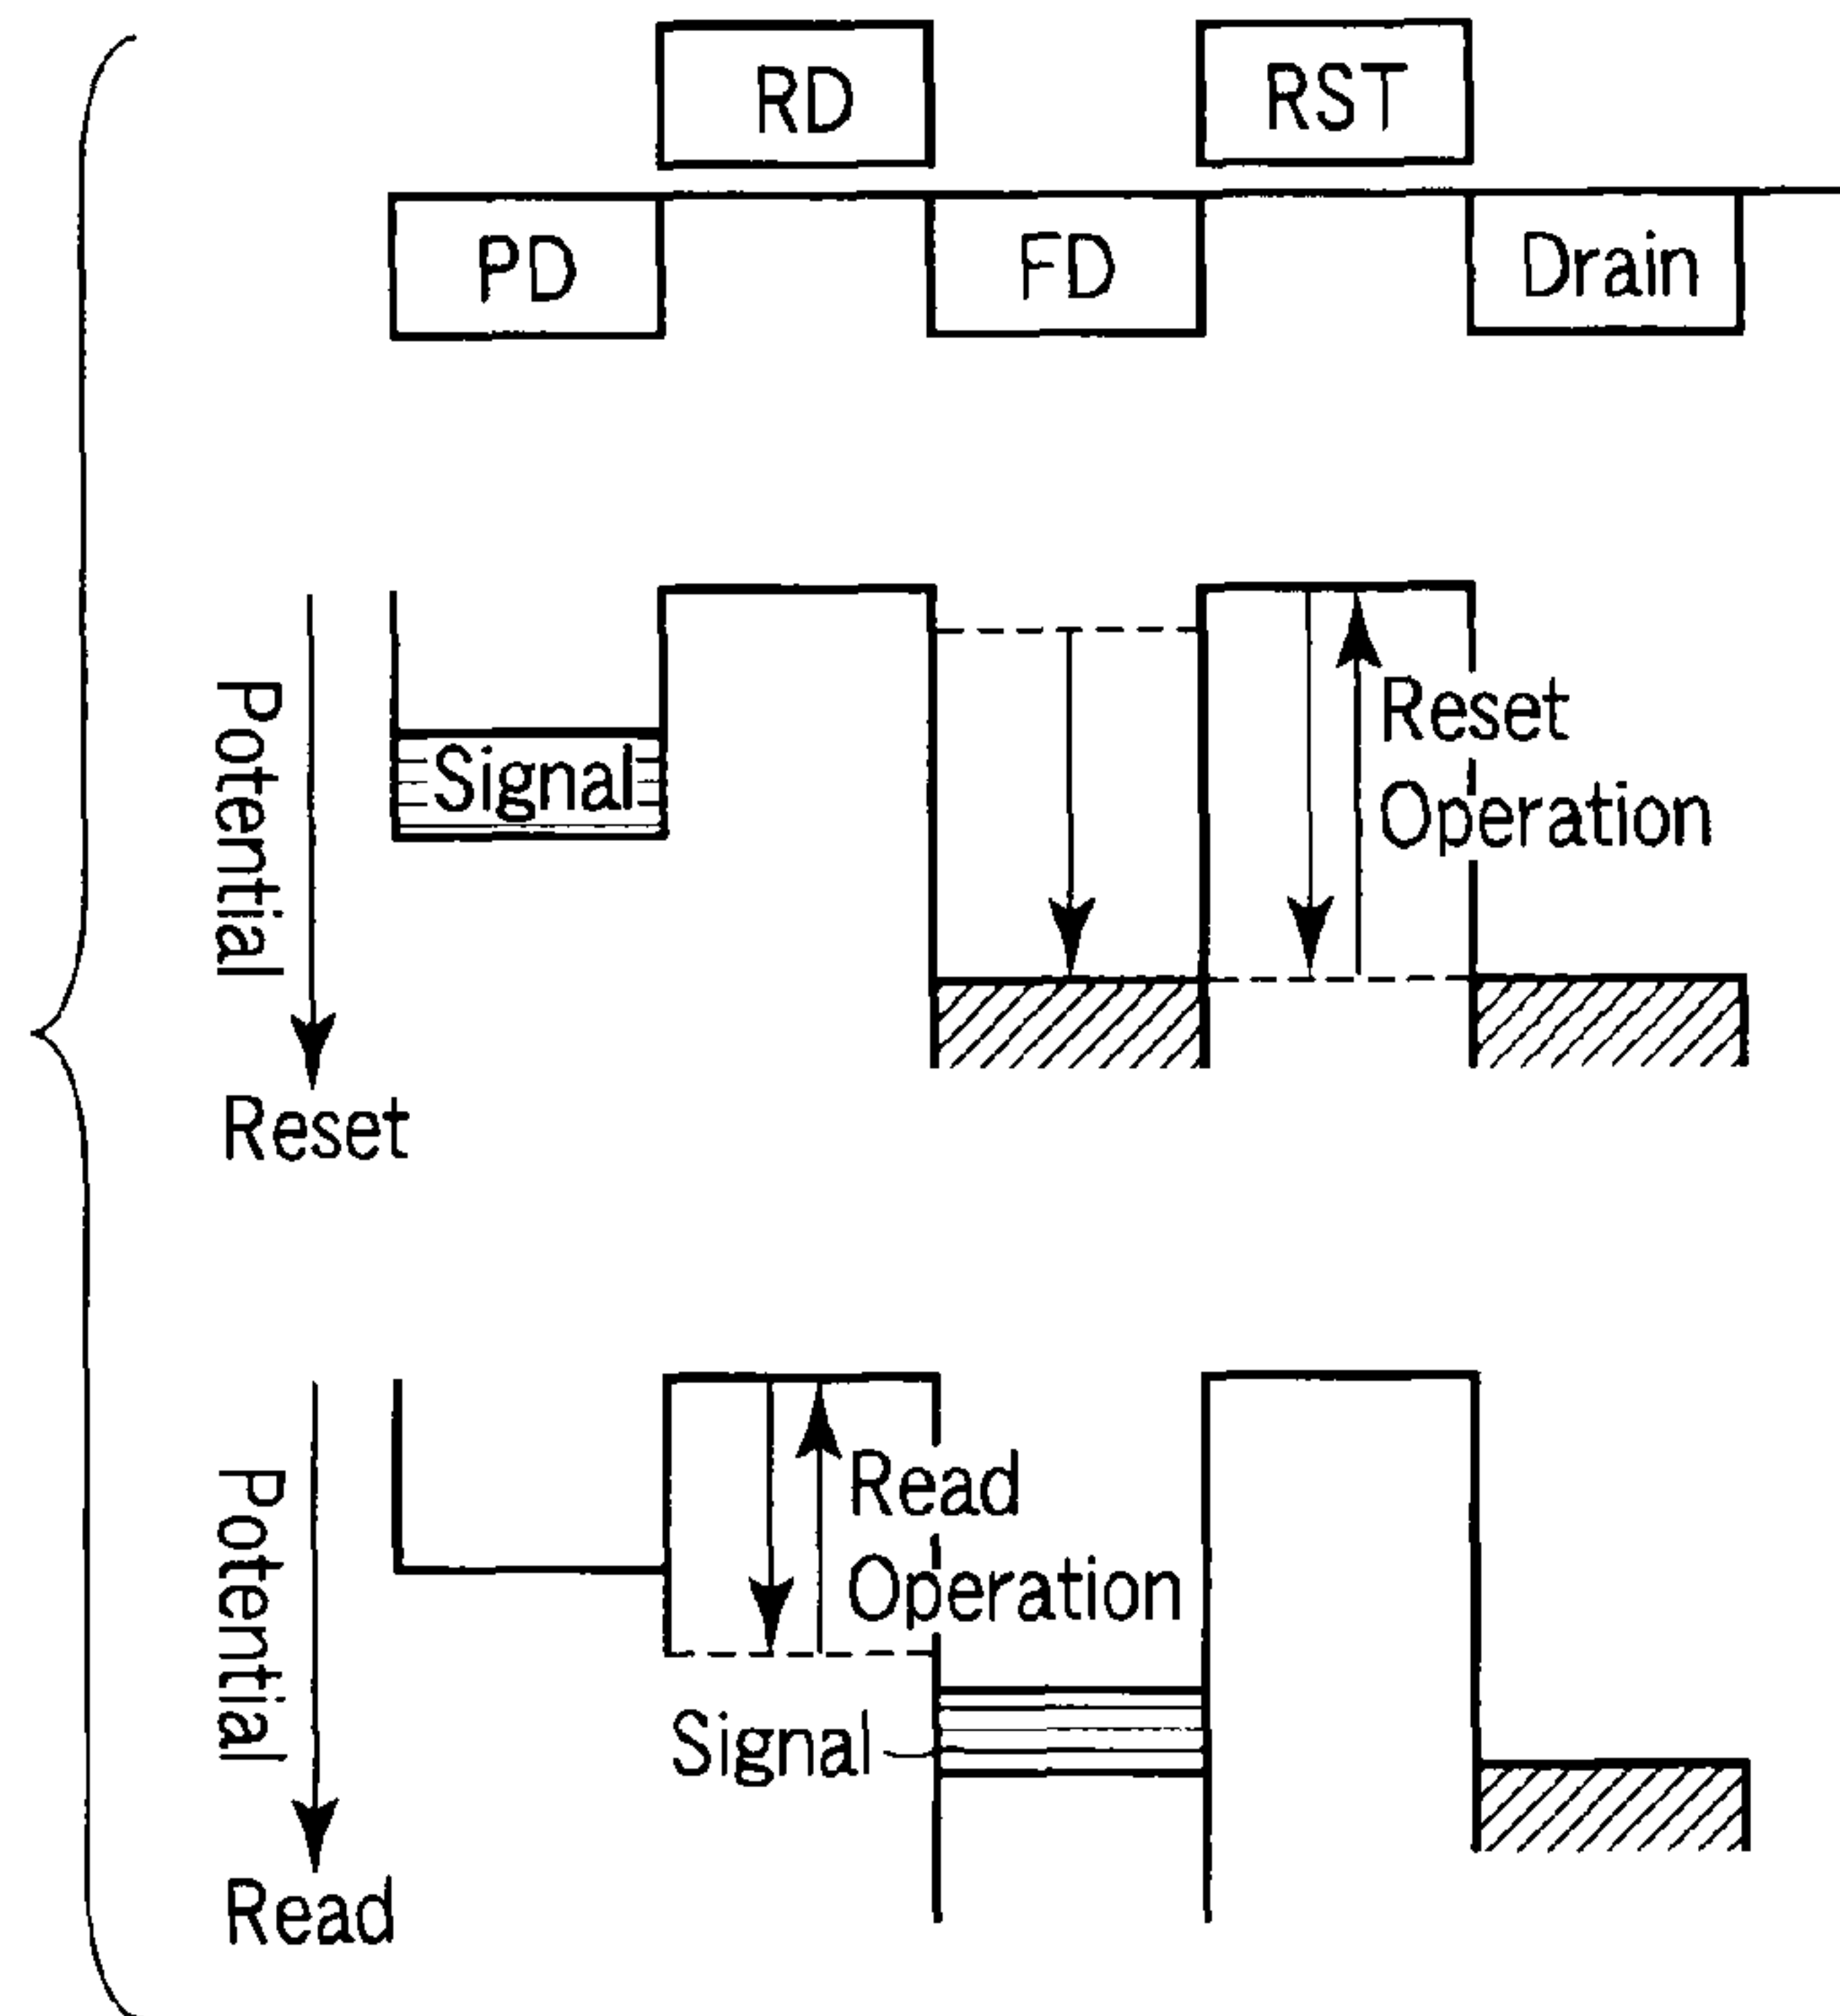 RD
RST
PD
FD
Drain
Potential
Signal
Reset
Operation
Reset
Potential
Read
Operation
Signal
Read